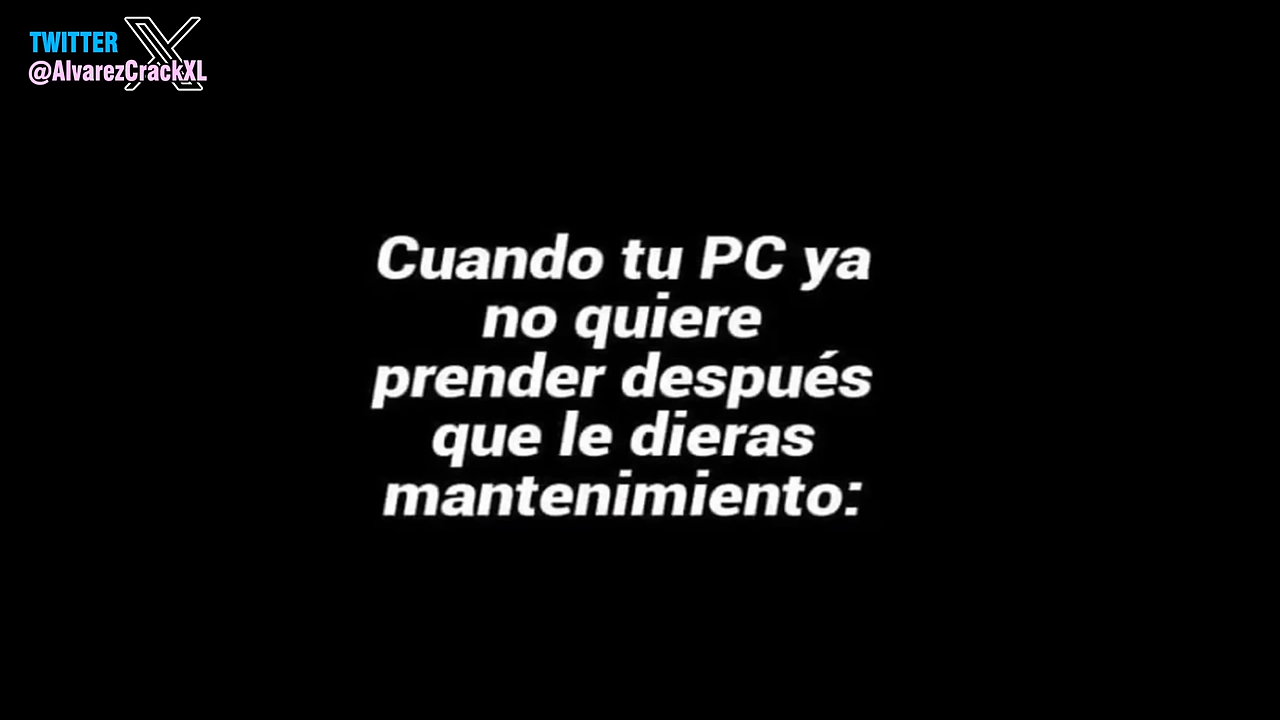 TWITTER
@AlvarezCrackXL
Cuando tu PC ya
no quiere
prender después
que le dieras
mantenimiento: